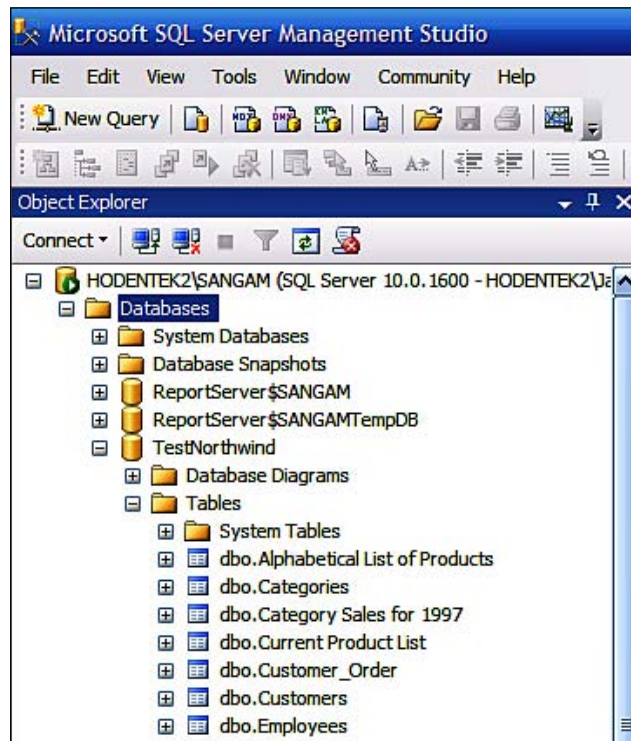 Microsoft SQL Server Management Studio
File Edit View Tools Window Community Help
New Query
Object Explorer
Connect
HODENTEK2\SANGAM (SQL Server 10.0.1600 - HODENTEK2\Ja
Databases
System Databases
Database Snapshots
ReportServer$SANGAM
ReportServer$SANGAMTempDB
TestNorthwind
Database Diagrams
Tables
System Tables
dbo.Alphabetical List of Products
dbo.Categories
dbo.Category Sales for 1997
dbo.Current Product List
dbo.Customer_Order
dbo.Customers
dbo.Employees